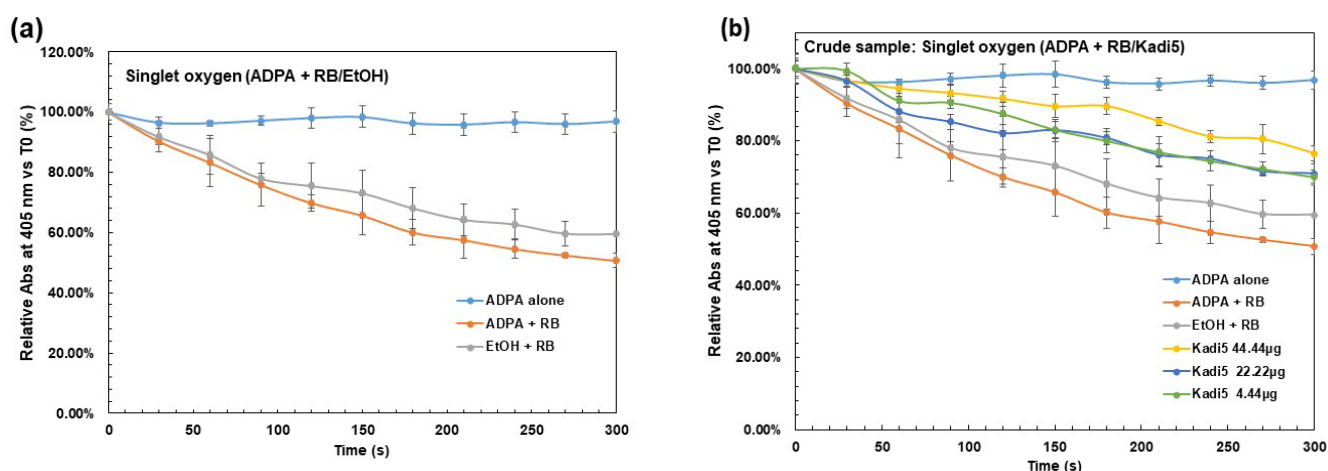 (a)
120.00%
100.00%
80.00%
60.00%
40.00%
20.00%
0.00%
Relative Abs at 405 nm vs T0 (%)
Singlet oxygen (ADPA + RB/EtOH)
ADPA alone
ADPA + RB
EtOH + RB
0 50 100 150 200 250 300
Time (s)
(b)
100.00%
80.00%
60.00%
40.00%
20.00%
0.00%
Relative Abs at 405 nm vs T0 (%)
Crude sample: Singlet oxygen (ADPA + RB/Kadi5)
ADPA alone
ADPA + RB
EtOH + RB
Kadi5 44.44µg
Kadi5 22.22µg
Kadi5 4.44µg
0 50 100 150 200 250 300
Time (s)